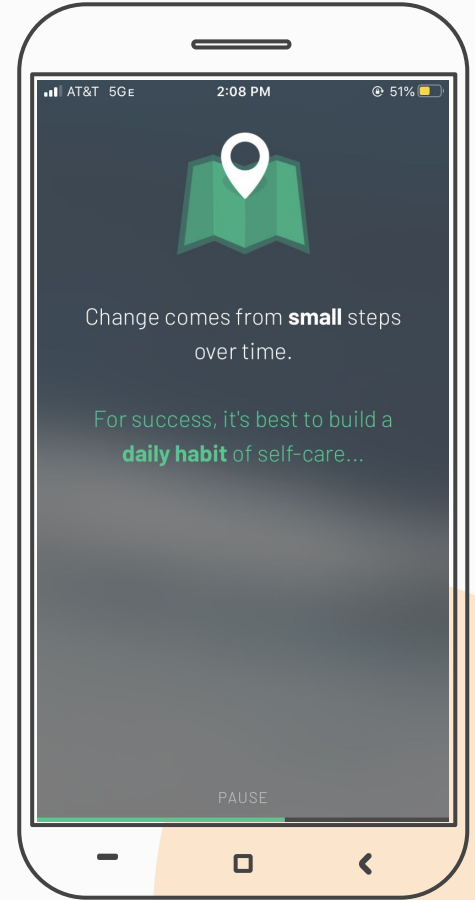 AT&T 5GE 2:08 PM 51%
Change comes from small steps
over time.
For success, it's best to build a
daily habit of self-care...
PAUSE